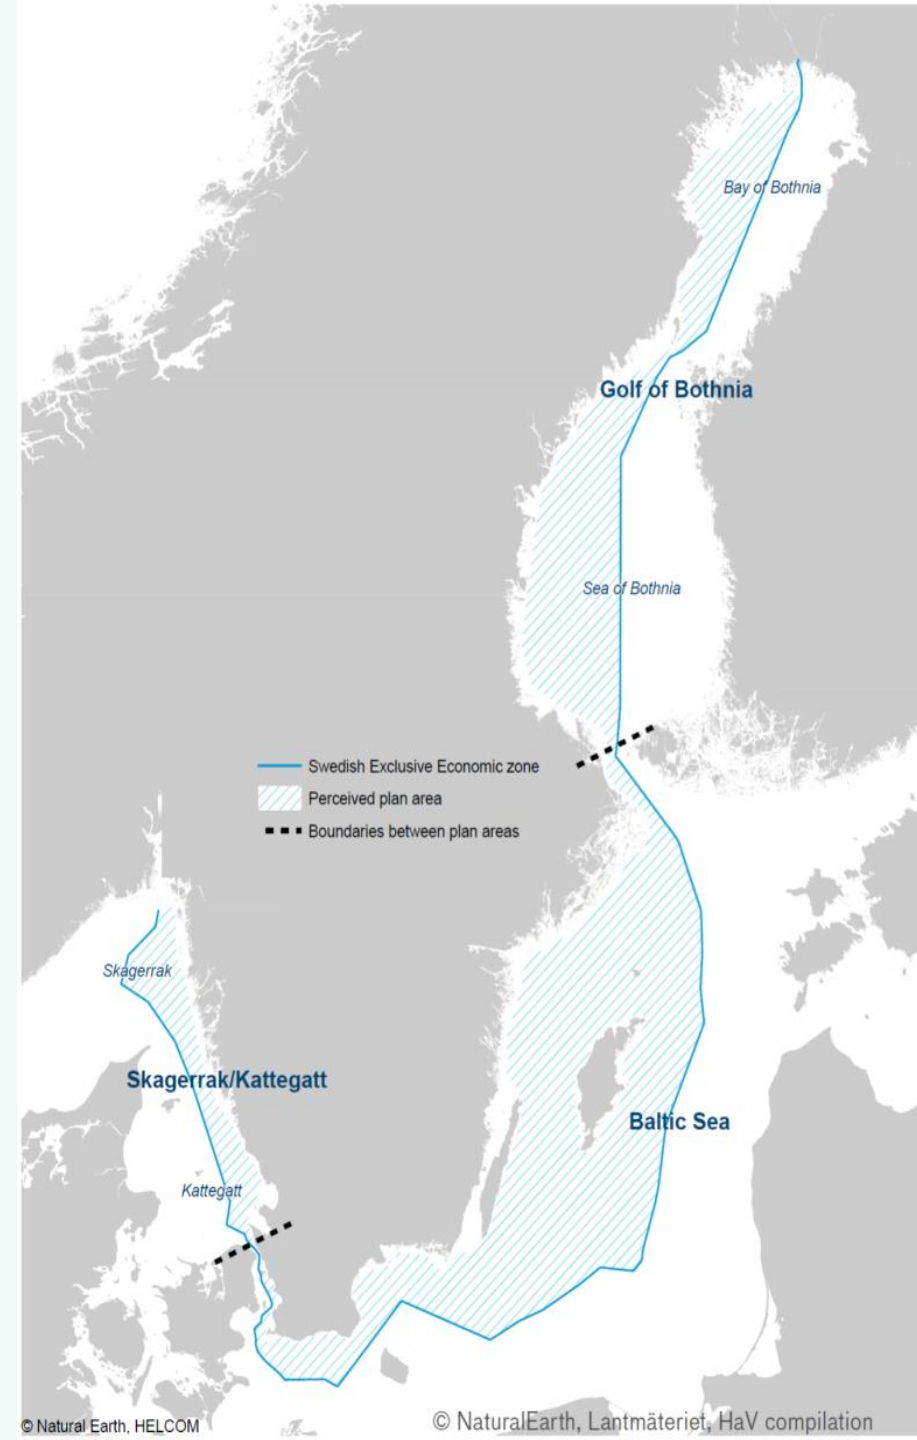 Bay of Bothnia
Golf of Bothnia
Sea of Bothnia
Swedish Exclusive Economic zone
Perceived plan area
Boundaries between plan areas
Skagerrak
Skagerrak/Kattegatt
Baltic Sea
Kattegatt
© Natural Earth, HELCOM
© NaturalEarth, Lantmäteriet, HaV compilation